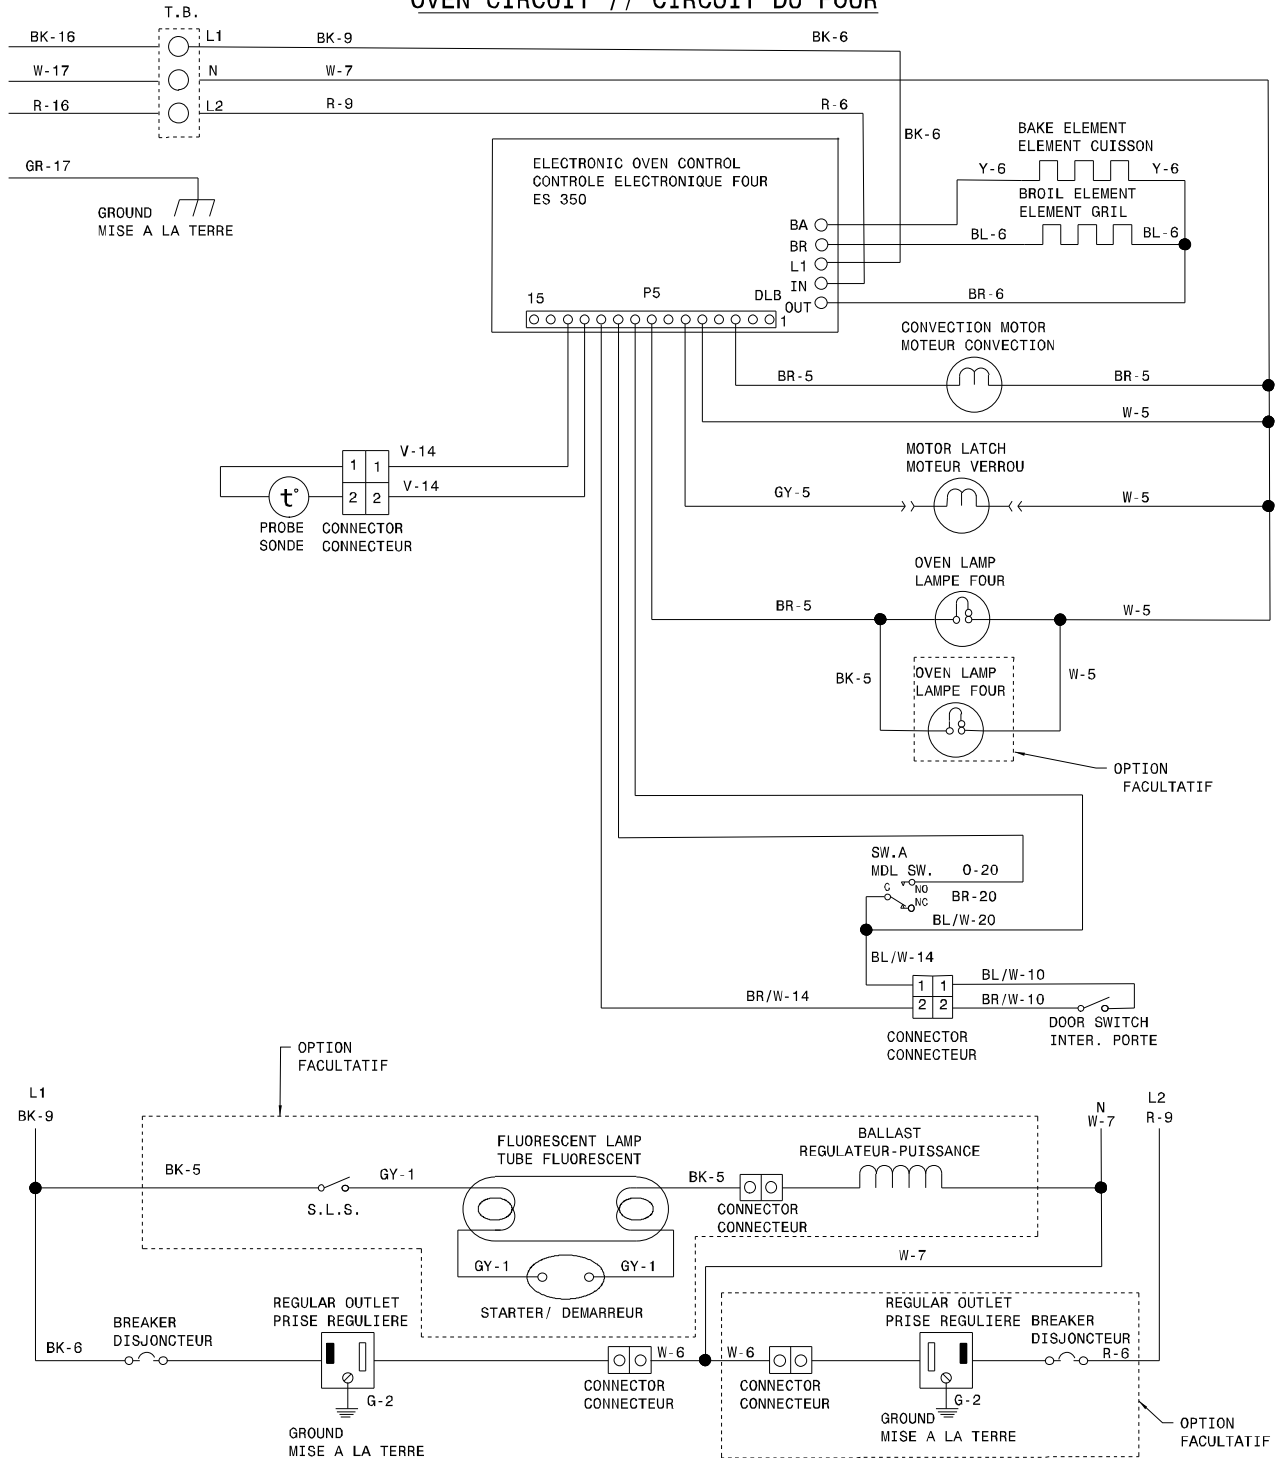 OVEN CIRCUIT // CIRCUIT DU FOUR
T.B.
BK-16
L1
BK-9
BK-6
W-17
N
W-7
R-16
L2
R-9
R-6
BK-6
GR-17
GROUND
MISE A LA TERRE
ELECTRONIC OVEN CONTROL
CONTROLE ELECTRONIQUE FOUR
ES 350
BA
BR
L1
IN
DLB
OUT
15
P5
1
BAKE ELEMENT
ELEMENT CUISSON
Y-6
Y-6
BROIL ELEMENT
ELEMENT GRIL
BL-6
BL-6
BR-6
CONVECTION MOTOR
MOTEUR CONVECTION
BR-5
BR-5
W-5
MOTOR LATCH
MOTEUR VERROU
GY-5
W-5
V-14
1 1
V-14
2 2
t°
PROBE
SONDE
CONNECTOR
CONNECTEUR
OVEN LAMP
LAMPE FOUR
BR-5
W-5
BK-5
OVEN LAMP
LAMPE FOUR
W-5
OPTION
FACULTATIF
SW.A
MDL SW.
O-20
C
NO
NC
BR-20
BL/W-20
BL/W-14
BL/W-10
1 1
BR/W-14
2 2
BR/W-10
DOOR SWITCH
INTER. PORTE
CONNECTOR
CONNECTEUR
OPTION
FACULTATIF
L1
BK-9
N
W-7
L2
R-9
FLUORESCENT LAMP
TUBE FLUORESCENT
BALLAST
REGULATEUR-PUISSANCE
BK-5
GY-1
BK-5
S.L.S.
CONNECTOR
CONNECTEUR
GY-1
GY-1
STARTER/ DEMARREUR
W-7
BREAKER
DISJONCTEUR
BK-6
REGULAR OUTLET
PRISE REGULIERE
G-2
GROUND
MISE A LA TERRE
W-6
CONNECTOR
CONNECTEUR
W-6
CONNECTOR
CONNECTEUR
REGULAR OUTLET
PRISE REGULIERE
BREAKER
DISJONCTEUR
R-6
G-2
GROUND
MISE A LA TERRE
OPTION
FACULTATIF